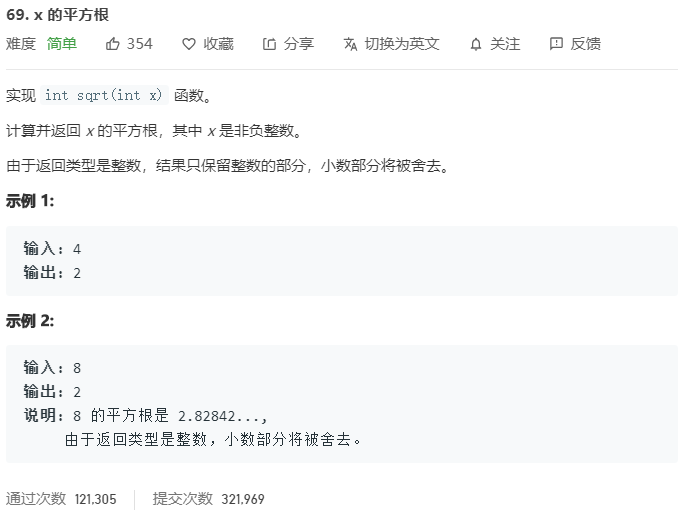 69. x 的平方根
难度 简单 354 收藏 分享 切换为英文 关注 反馈
实现 int sqrt(int x) 函数。
计算并返回 x 的平方根，其中 x 是非负整数。
由于返回类型是整数，结果只保留整数的部分，小数部分将被舍去。
示例 1:
输入: 4
输出: 2
示例 2:
输入: 8
输出: 2
说明: 8 的平方根是 2.82842...,
由于返回类型是整数，小数部分将被舍去。
通过次数 121,305 提交次数 321,969